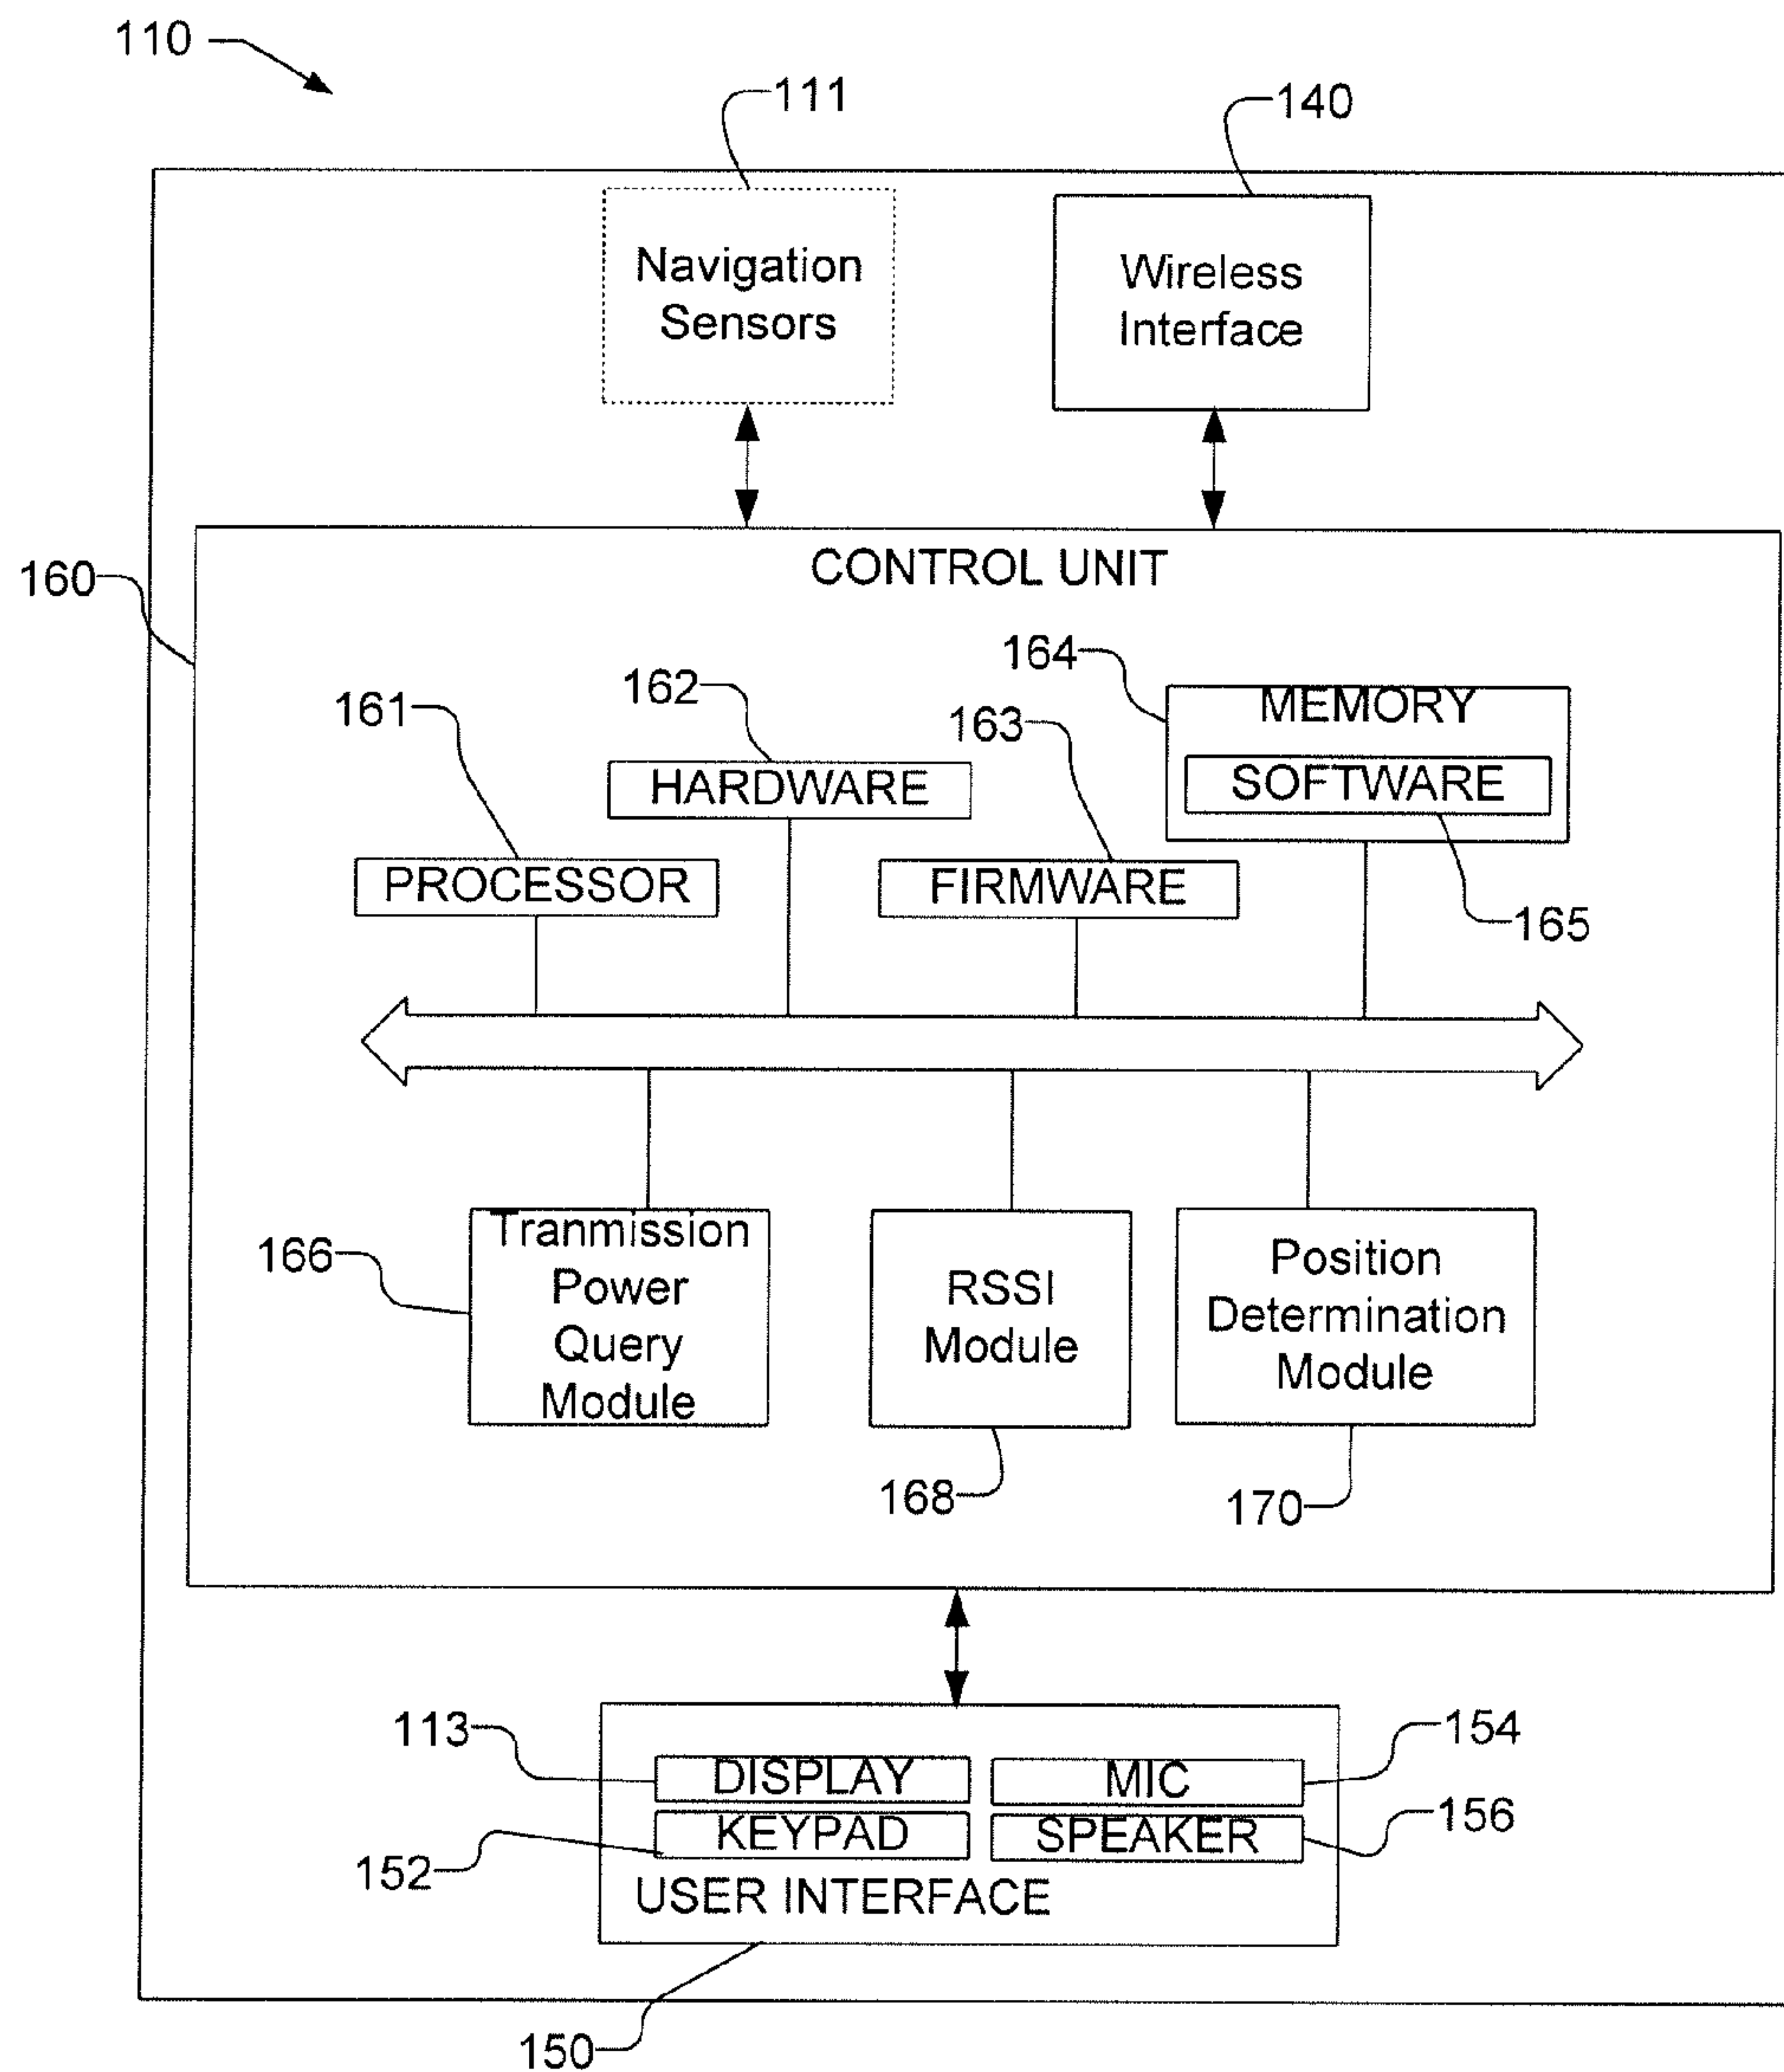 110
111
140
Navigation
Sensors
Wireless
Interface
CONTROL UNIT
160
164
162
161
163
MEMORY
HARDWARE
SOFTWARE
PROCESSOR
FIRMWARE
165
Tranmission
Power
Query
Module
166
RSSI
Module
Position
Determination
Module
168
170
113
154
DISPLAY
MIC
KEYPAD
SPEAKER
156
152
USER INTERFACE
150